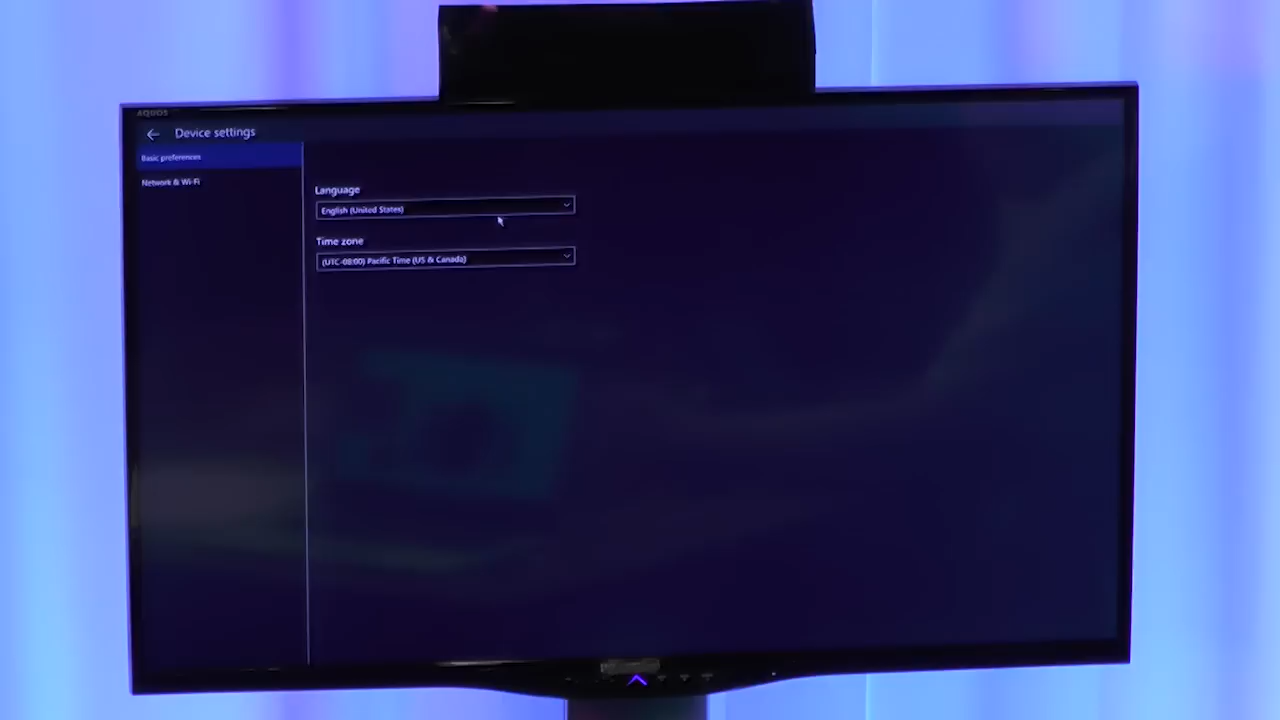 AQUOS
Device settings
Basic preferences
Network & Wi-Fi
Language
English (United States)
Time zone
(UTC-08:00) Pacific Time (US & Canada)